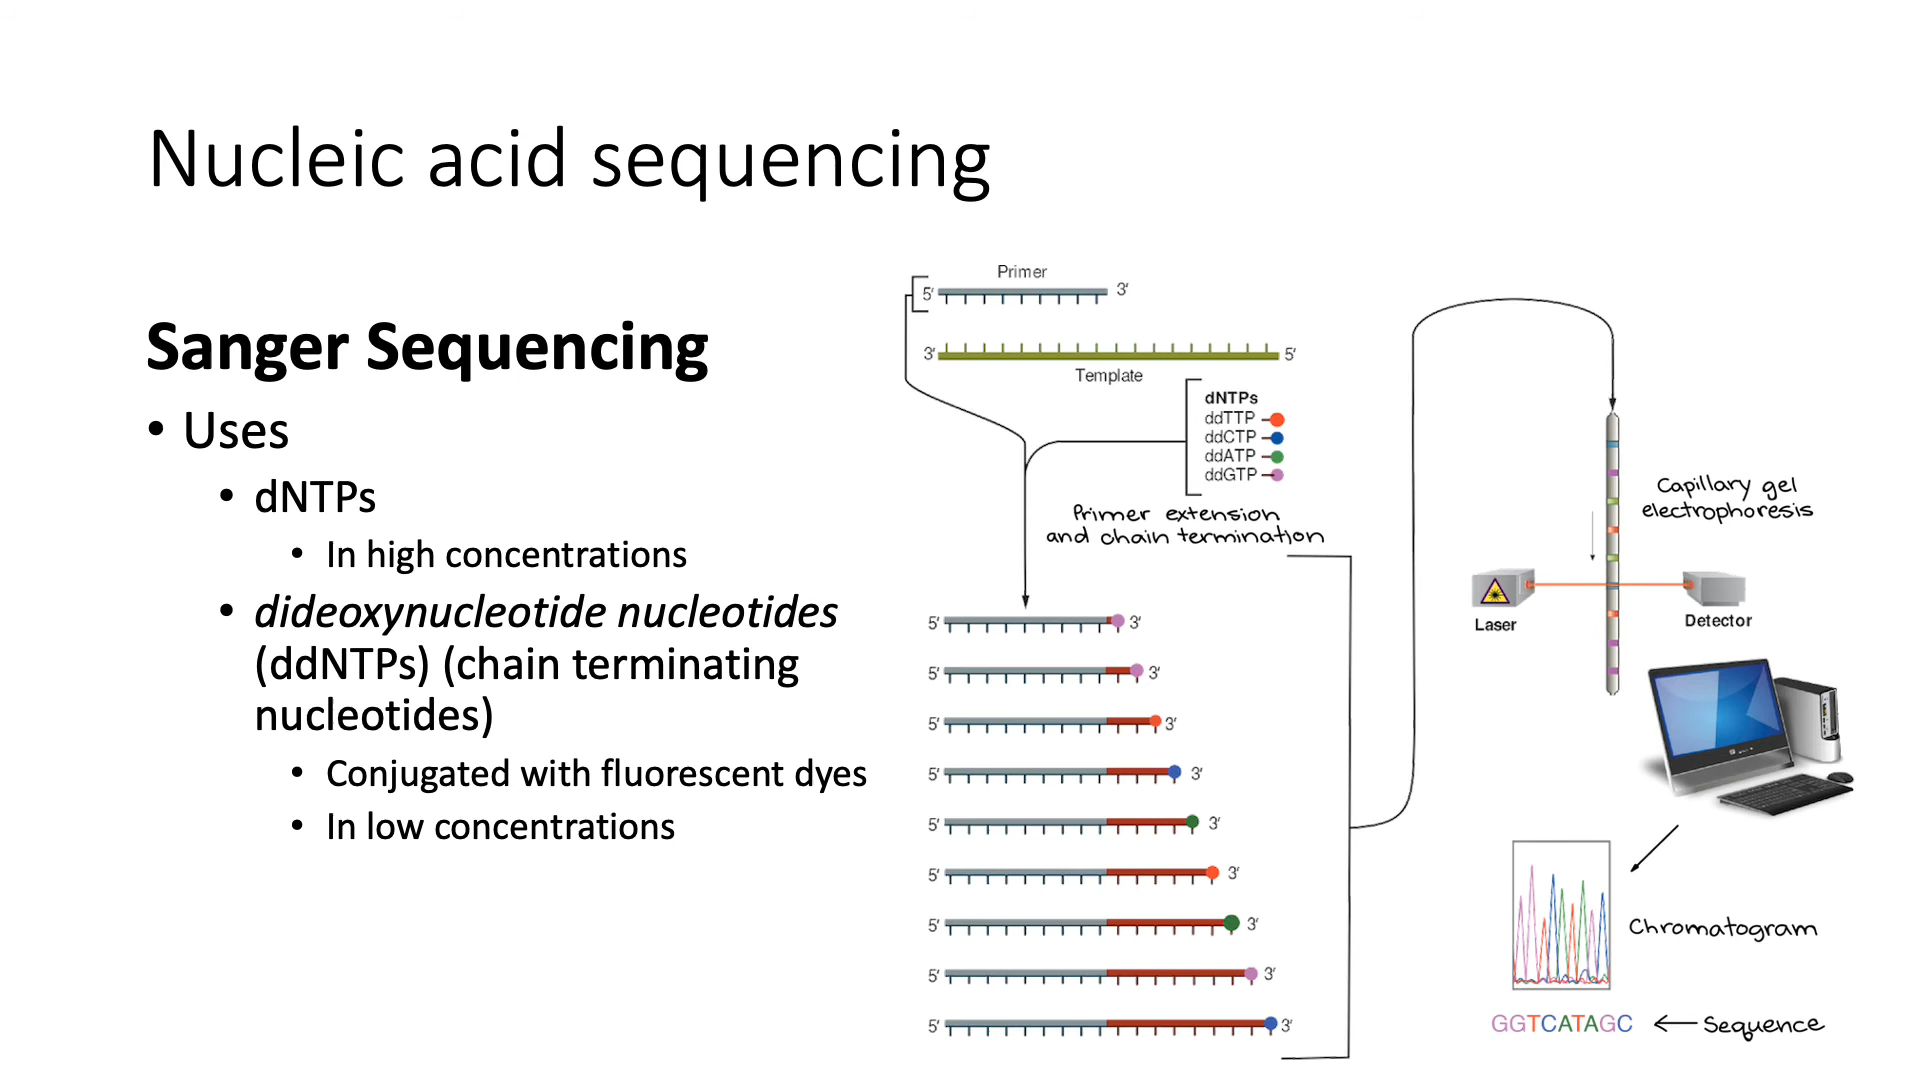 Nucleic acid sequencing
Sanger Sequencing
• Uses
• dNTPs
• In high concentrations
• dideoxynucleotide nucleotides
(ddNTPs) (chain terminating
nucleotides)
• Conjugated with fluorescent dyes
• In low concentrations
Primer
5′ 3′
3′ 5′
Template
dNTPs
ddTTP
ddCTP
ddATP
ddGTP
Primer extension
and chain termination
5′ 3′
5′ 3′
5′ 3′
5′ 3′
5′ 3′
5′ 3′
5′ 3′
5′ 3′
5′ 3′
Capillary gel
electrophoresis
Laser
Detector
Chromatogram
GGTCATAGC
Sequence